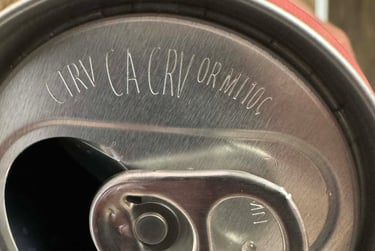 CTRV CA CRV OR MI 10¢